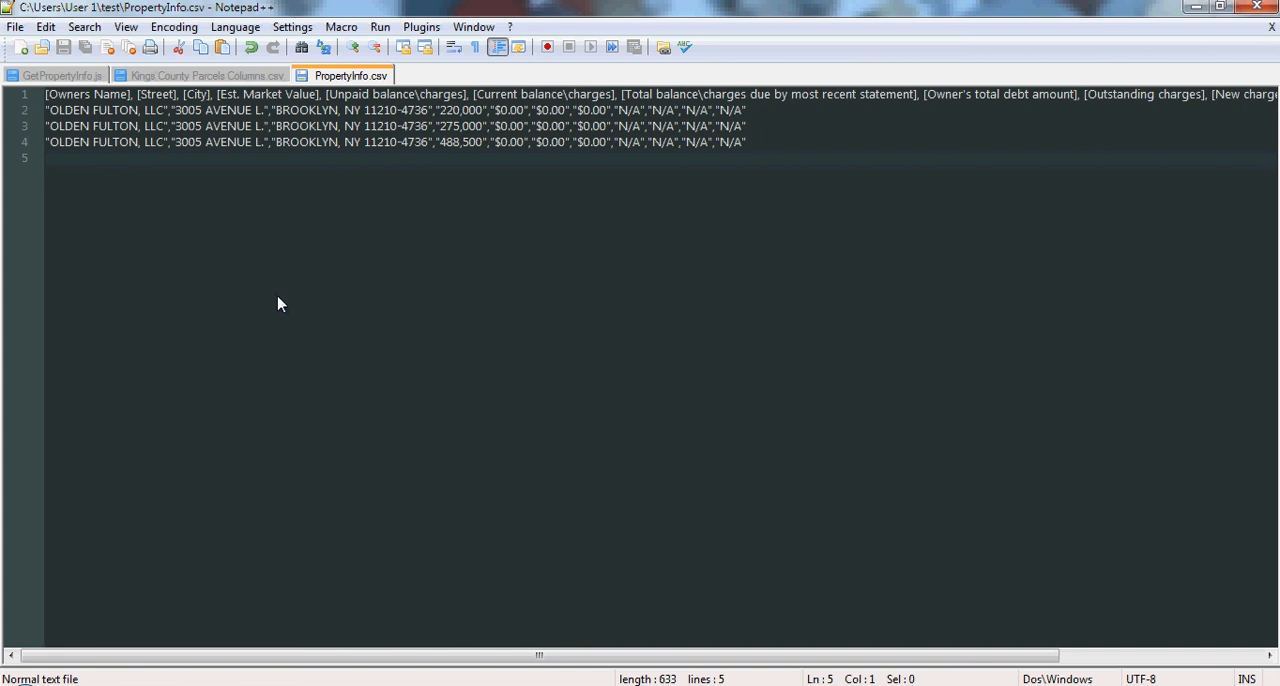 C:\Users\User 1\test\PropertyInfo.csv - Notepad++
File Edit Search View Encoding Language Settings Macro Run Plugins Window ? X
GetPropertyInfo.js Kings County Parcels Columns.csv PropertyInfo.csv
1 [Owners Name], [Street], [City], [Est. Market Value], [Unpaid balance\charges], [Current balance\charges], [Total balance\charges due by most recent statement], [Owner's total debt amount], [Outstanding charges], [New charge
2 "OLDEN FULTON, LLC","3005 AVENUE L.","BROOKLYN, NY 11210-4736","220,000","$0.00","$0.00","$0.00","N/A","N/A","N/A","N/A"
3 "OLDEN FULTON, LLC","3005 AVENUE L.","BROOKLYN, NY 11210-4736","275,000","$0.00","$0.00","$0.00","N/A","N/A","N/A","N/A"
4 "OLDEN FULTON, LLC","3005 AVENUE L.","BROOKLYN, NY 11210-4736","488,500","$0.00","$0.00","$0.00","N/A","N/A","N/A","N/A"
5
Normal text file length : 633 lines : 5 Ln : 5 Col : 1 Sel : 0 Dos\Windows UTF-8 INS